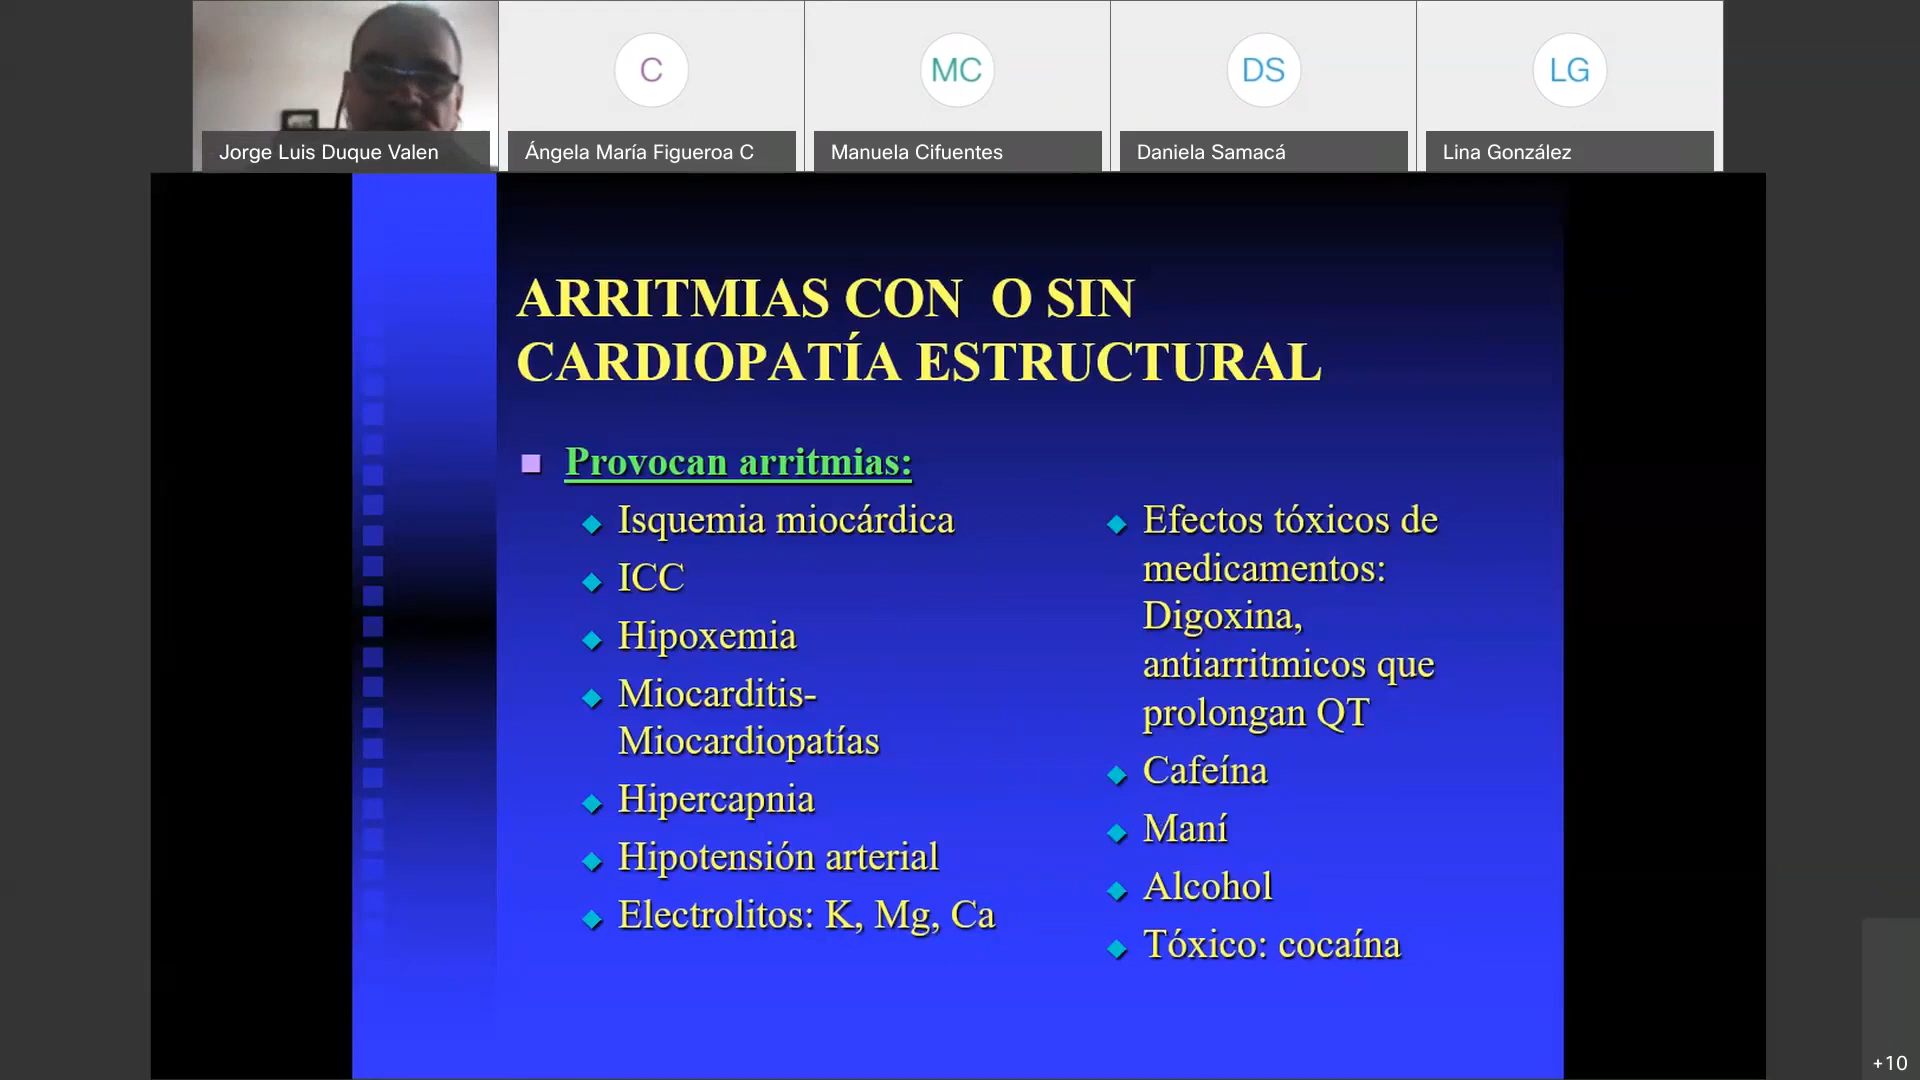 C
MC
DS
LG
Jorge Luis Duque Valen
Ángela María Figueroa C
Manuela Cifuentes
Daniela Samacá
Lina González
ARRITMIAS CON O SIN
CARDIOPATÍA ESTRUCTURAL
Provocan arritmias:
Isquemia miocárdica
ICC
Hipoxemia
Miocarditis-
Miocardiopatías
Hipercapnia
Hipotensión arterial
Electrolitos: K, Mg, Ca
Efectos tóxicos de
medicamentos:
Digoxina,
antiarritmicos que
prolongan QT
Cafeína
Maní
Alcohol
Tóxico: cocaína
+10